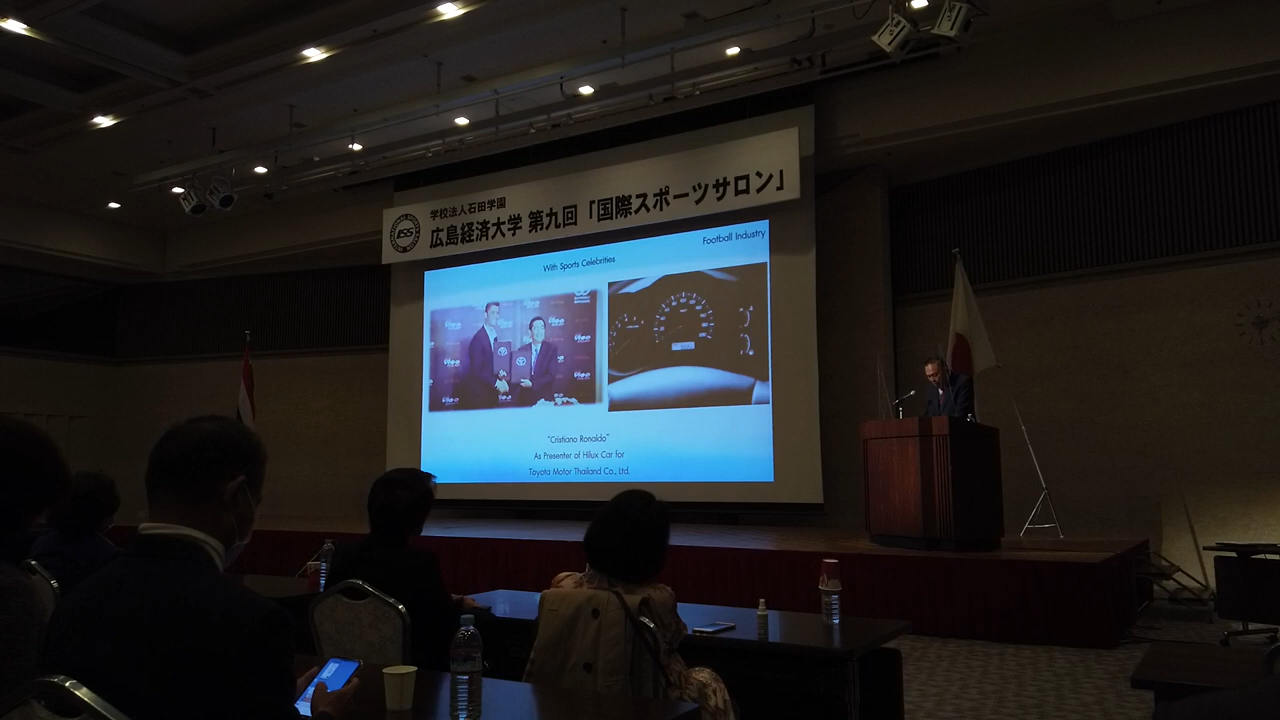 学校法人石田学園
ESS 広島経済大学 第九回「国際スポーツサロン」
Football Industry
With Sports Celebrities
"Cristiano Ronaldo"
As Presenter of Hilux Car for
Toyota Motor Thailand Co., Ltd.